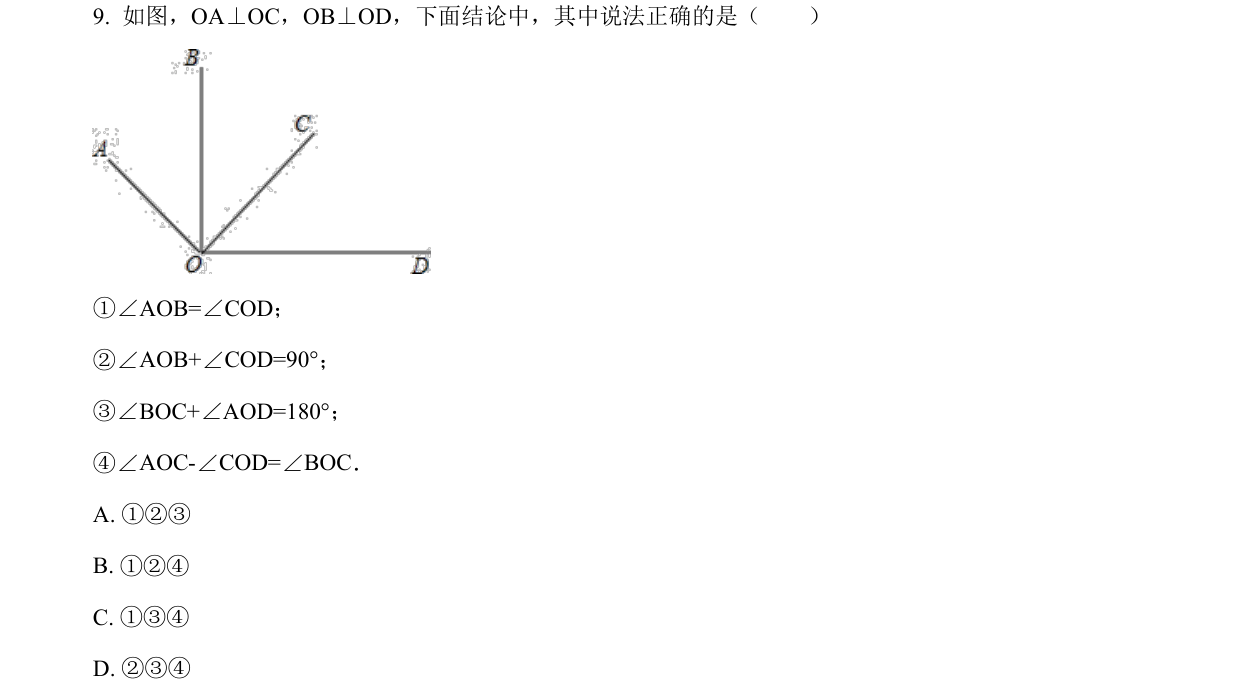 9. 如图，OA⊥OC，OB⊥OD，下面结论中，其中说法正确的是（　　）
B
C
A
O
D
①∠AOB=∠COD；
②∠AOB+∠COD=90°；
③∠BOC+∠AOD=180°；
④∠AOC-∠COD=∠BOC．
A. ①②③
B. ①②④
C. ①③④
D. ②③④